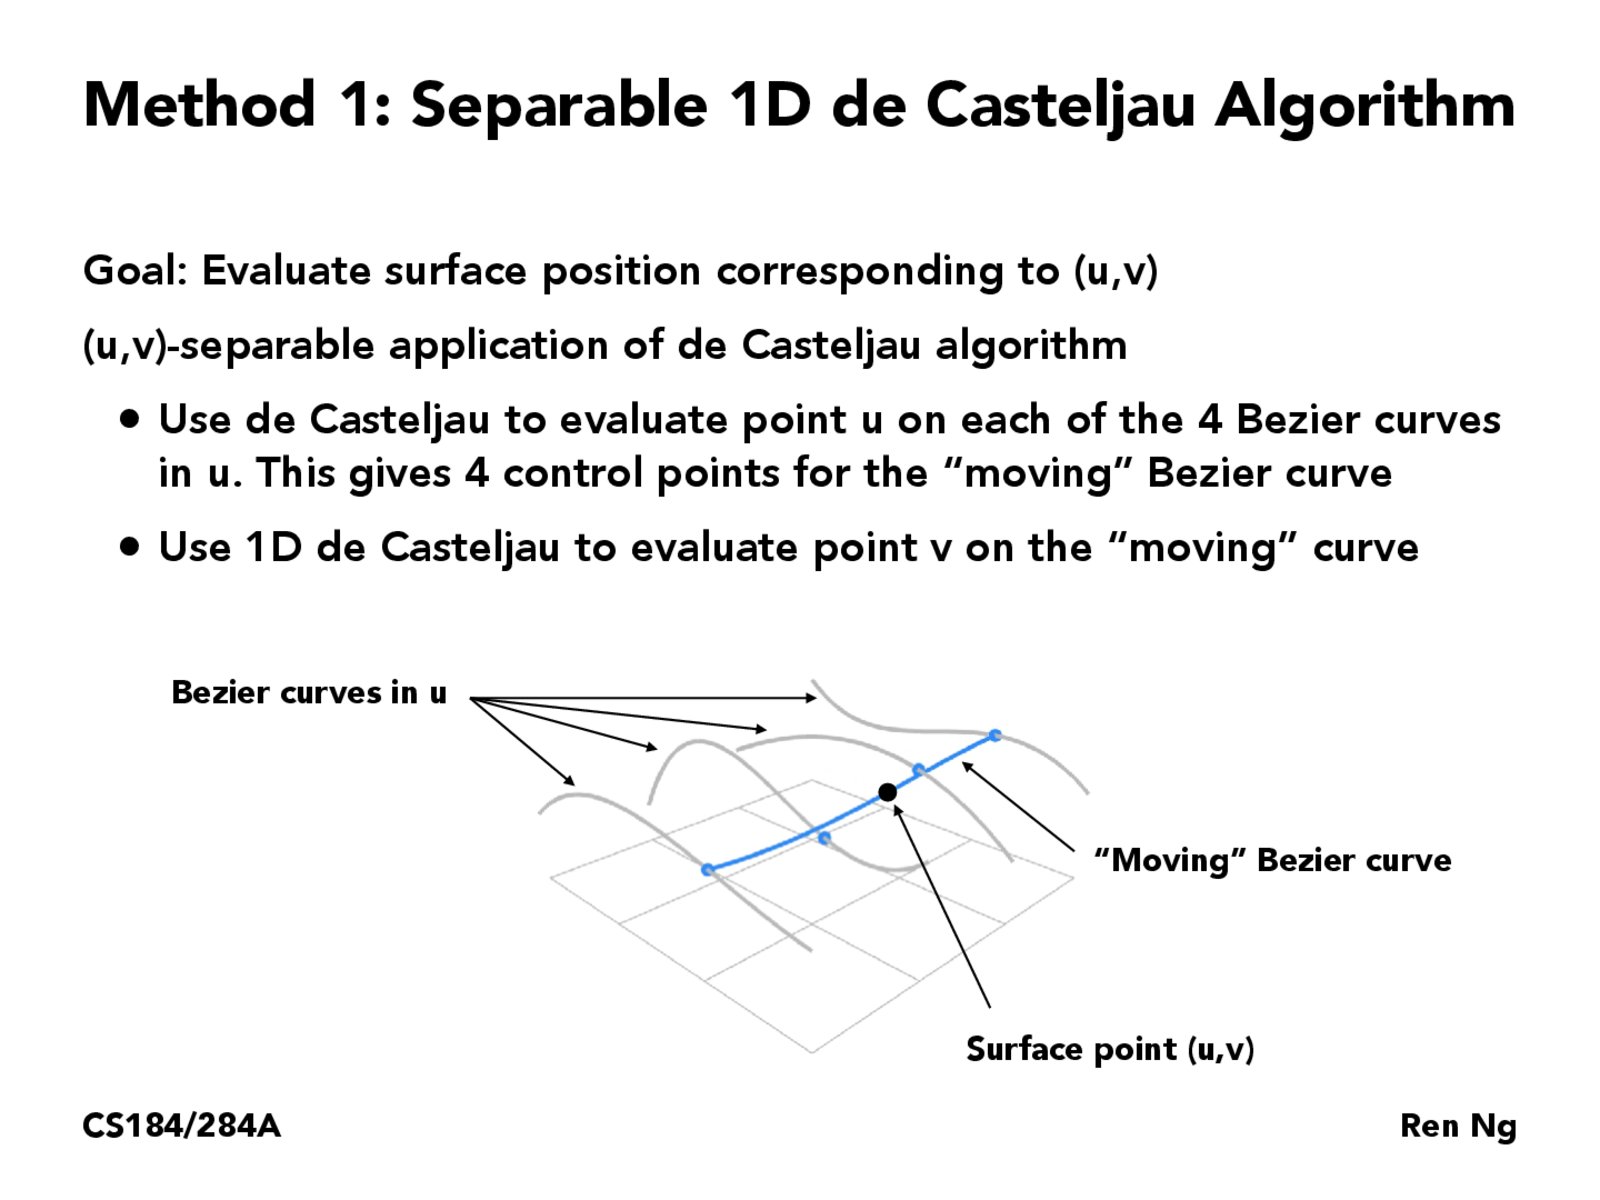 Method 1: Separable 1D de Casteljau Algorithm
Goal: Evaluate surface position corresponding to (u,v)
(u,v)-separable application of de Casteljau algorithm
• Use de Casteljau to evaluate point u on each of the 4 Bezier curves
in u. This gives 4 control points for the “moving” Bezier curve
• Use 1D de Casteljau to evaluate point v on the “moving” curve
Bezier curves in u
“Moving” Bezier curve
Surface point (u,v)
CS184/284A
Ren Ng